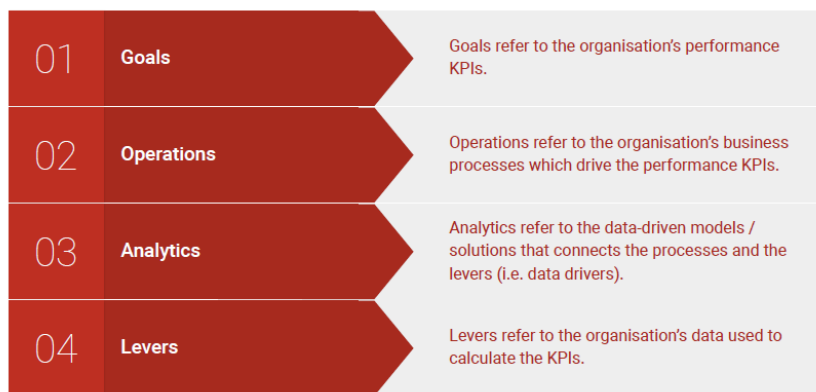 01
Goals
Goals refer to the organisation's performance
KPIs.
02
Operations
Operations refer to the organisation's business
processes which drive the performance KPIs.
03
Analytics
Analytics refer to the data-driven models /
solutions that connects the processes and the
levers (i.e. data drivers).
04
Levers
Levers refer to the organisation's data used to
calculate the KPIs.